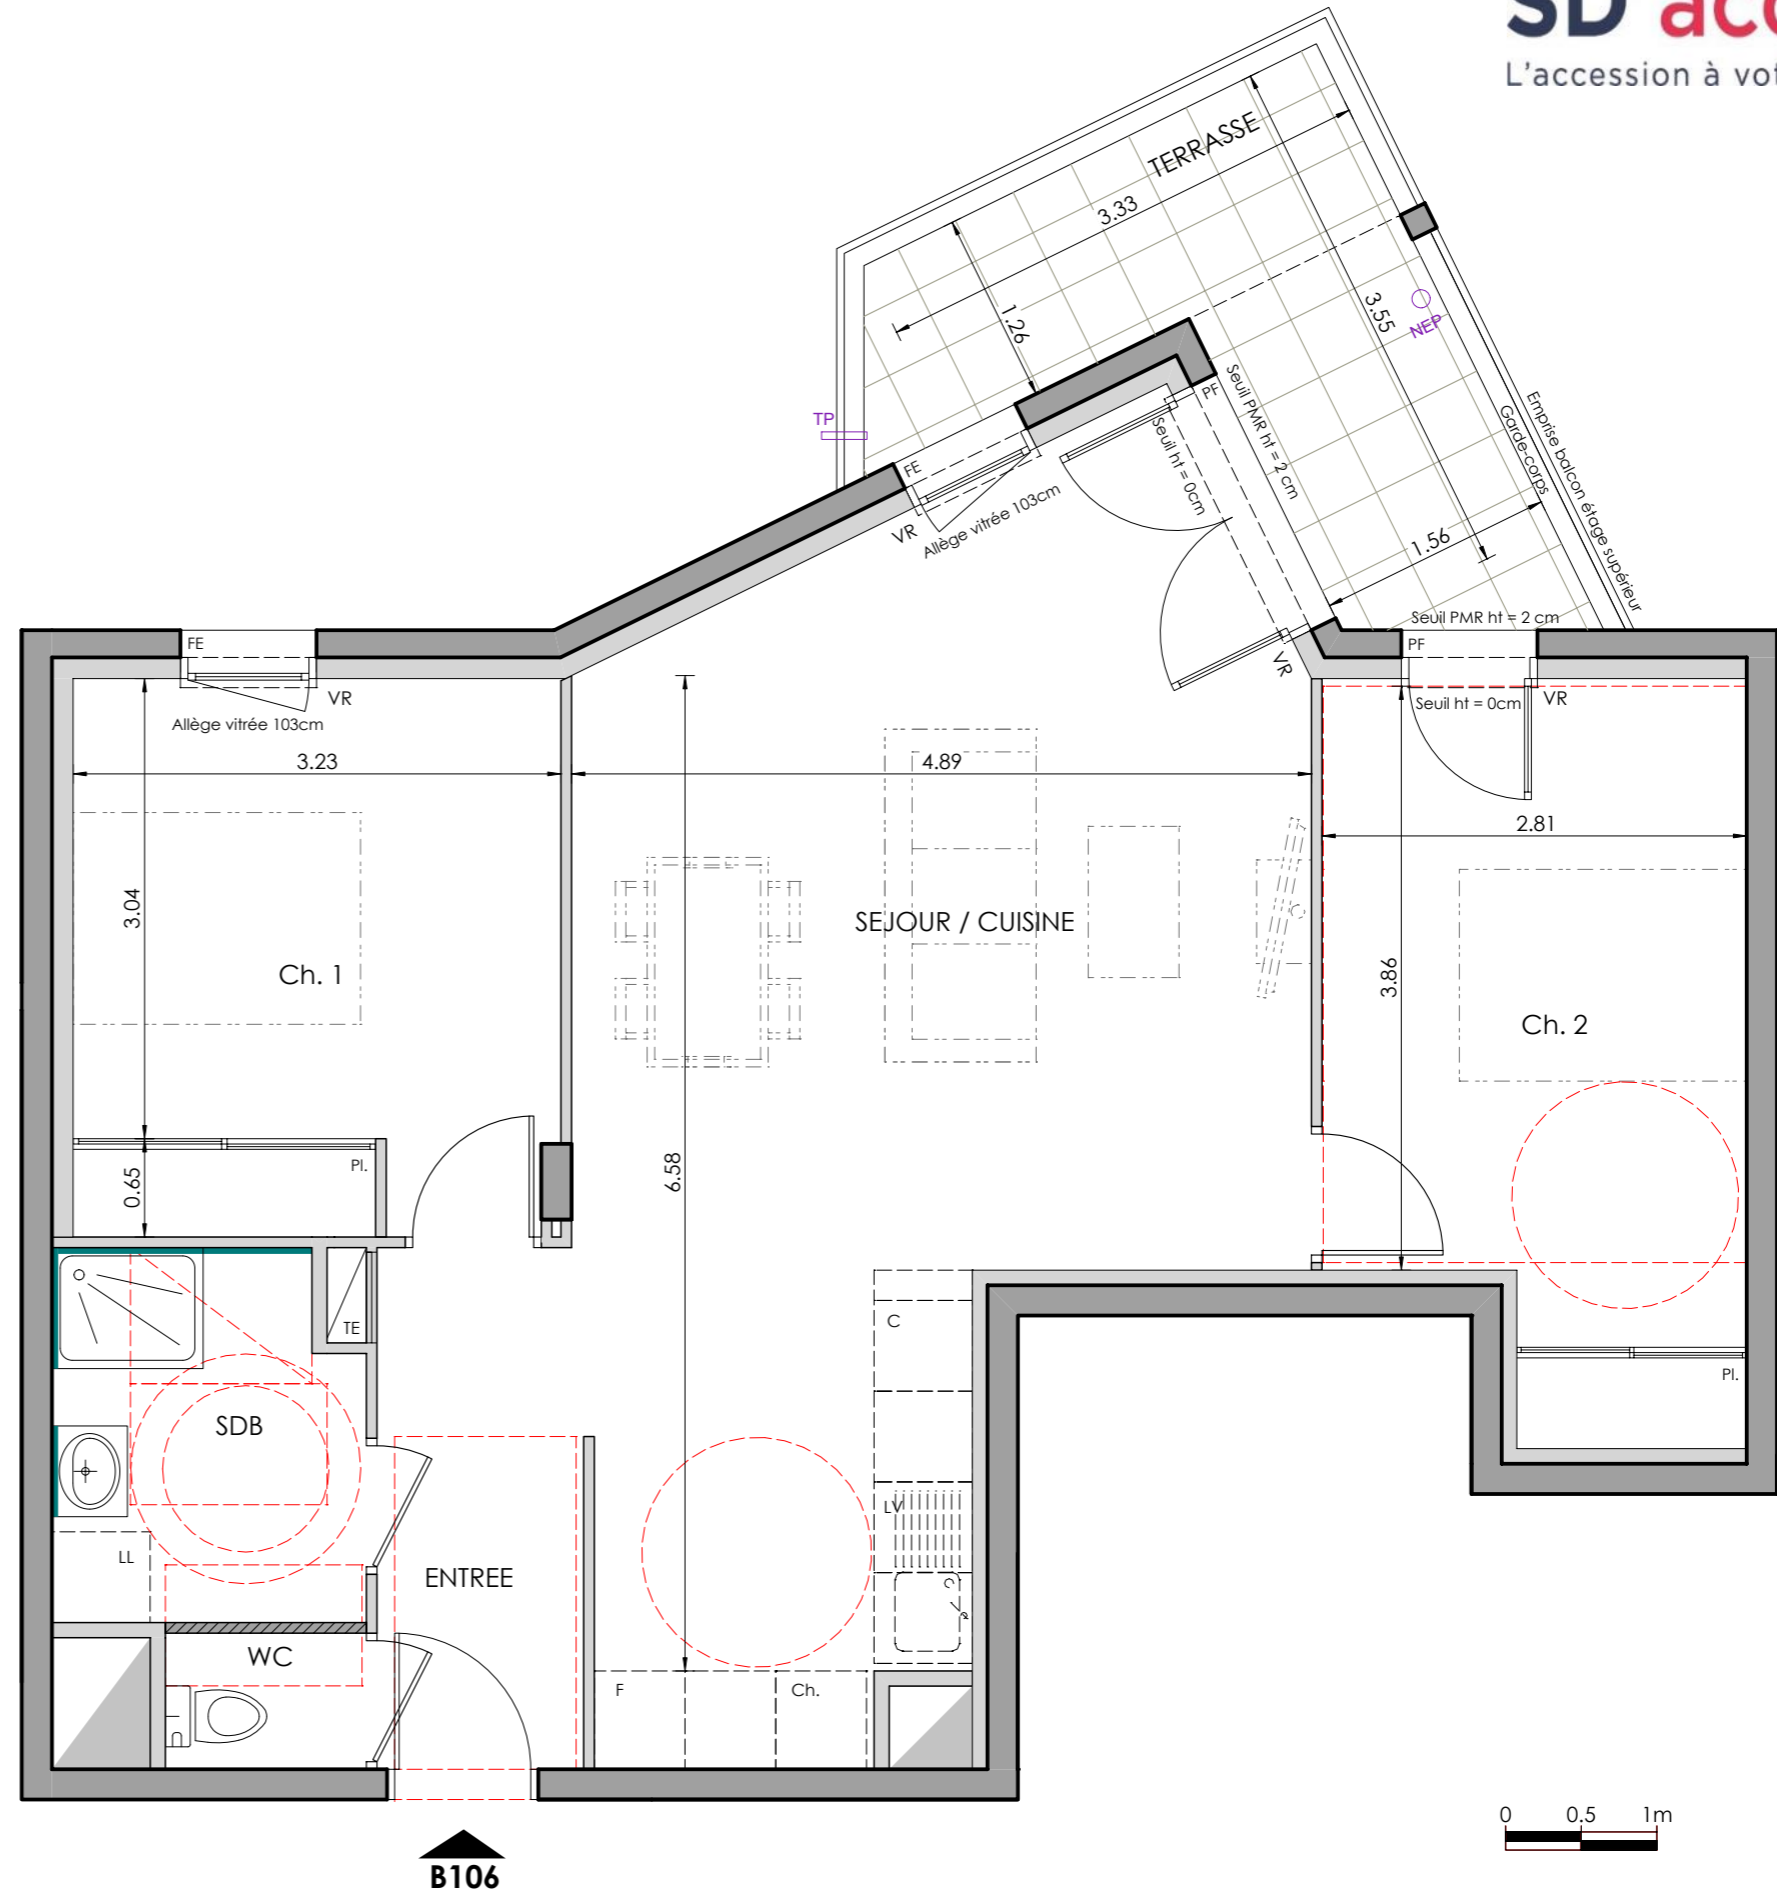 SD acc
L'accession à vot
TERRASSE
3.33
1.26
3.55
NEP
TP
FE
VR
Allège vitrée 103cm
PF
Seuil ht = 0cm
Seuil PMR ht = 2 cm
VR
Garde-corps
Emprise balcon étage supérieur
1.56
Seuil PMR ht = 2 cm
PF
Seuil ht = 0cm
VR
FE
VR
Allège vitrée 103cm
3.23
4.89
2.81
3.04
SEJOUR / CUISINE
Ch. 1
3.86
Ch. 2
0.65
Pl.
6.58
TE
C
Pl.
SDB
LV
LL
ENTREE
C
WC
F
Ch.
0 0.5 1m
B106